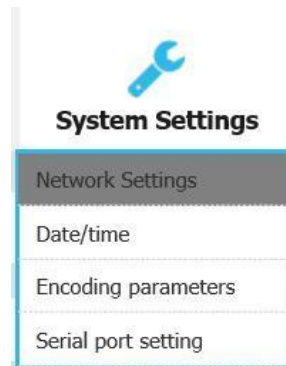 System Settings
Network Settings
Date/time
Encoding parameters
Serial port setting